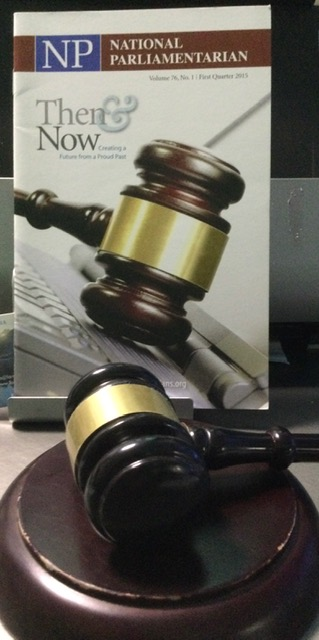 NP
NATIONAL
PARLIAMENTARIAN
Volume 76, No. 1 | First Quarter 2015
Then&
Now
Creating a
Future from a Proud Past